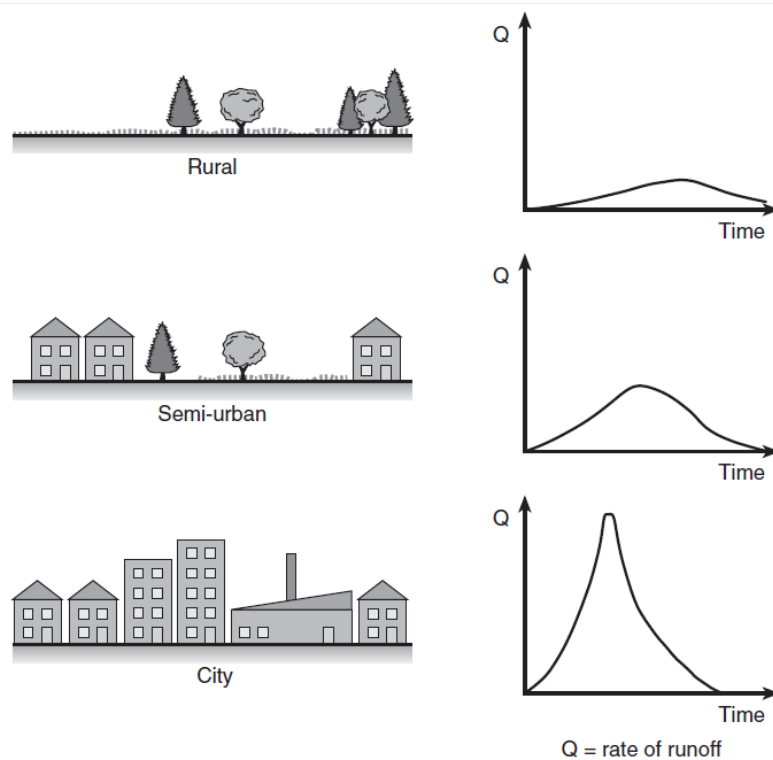 Q
Rural
Time
Q
Semi-urban
Time
Q
City
Time
Q = rate of runoff